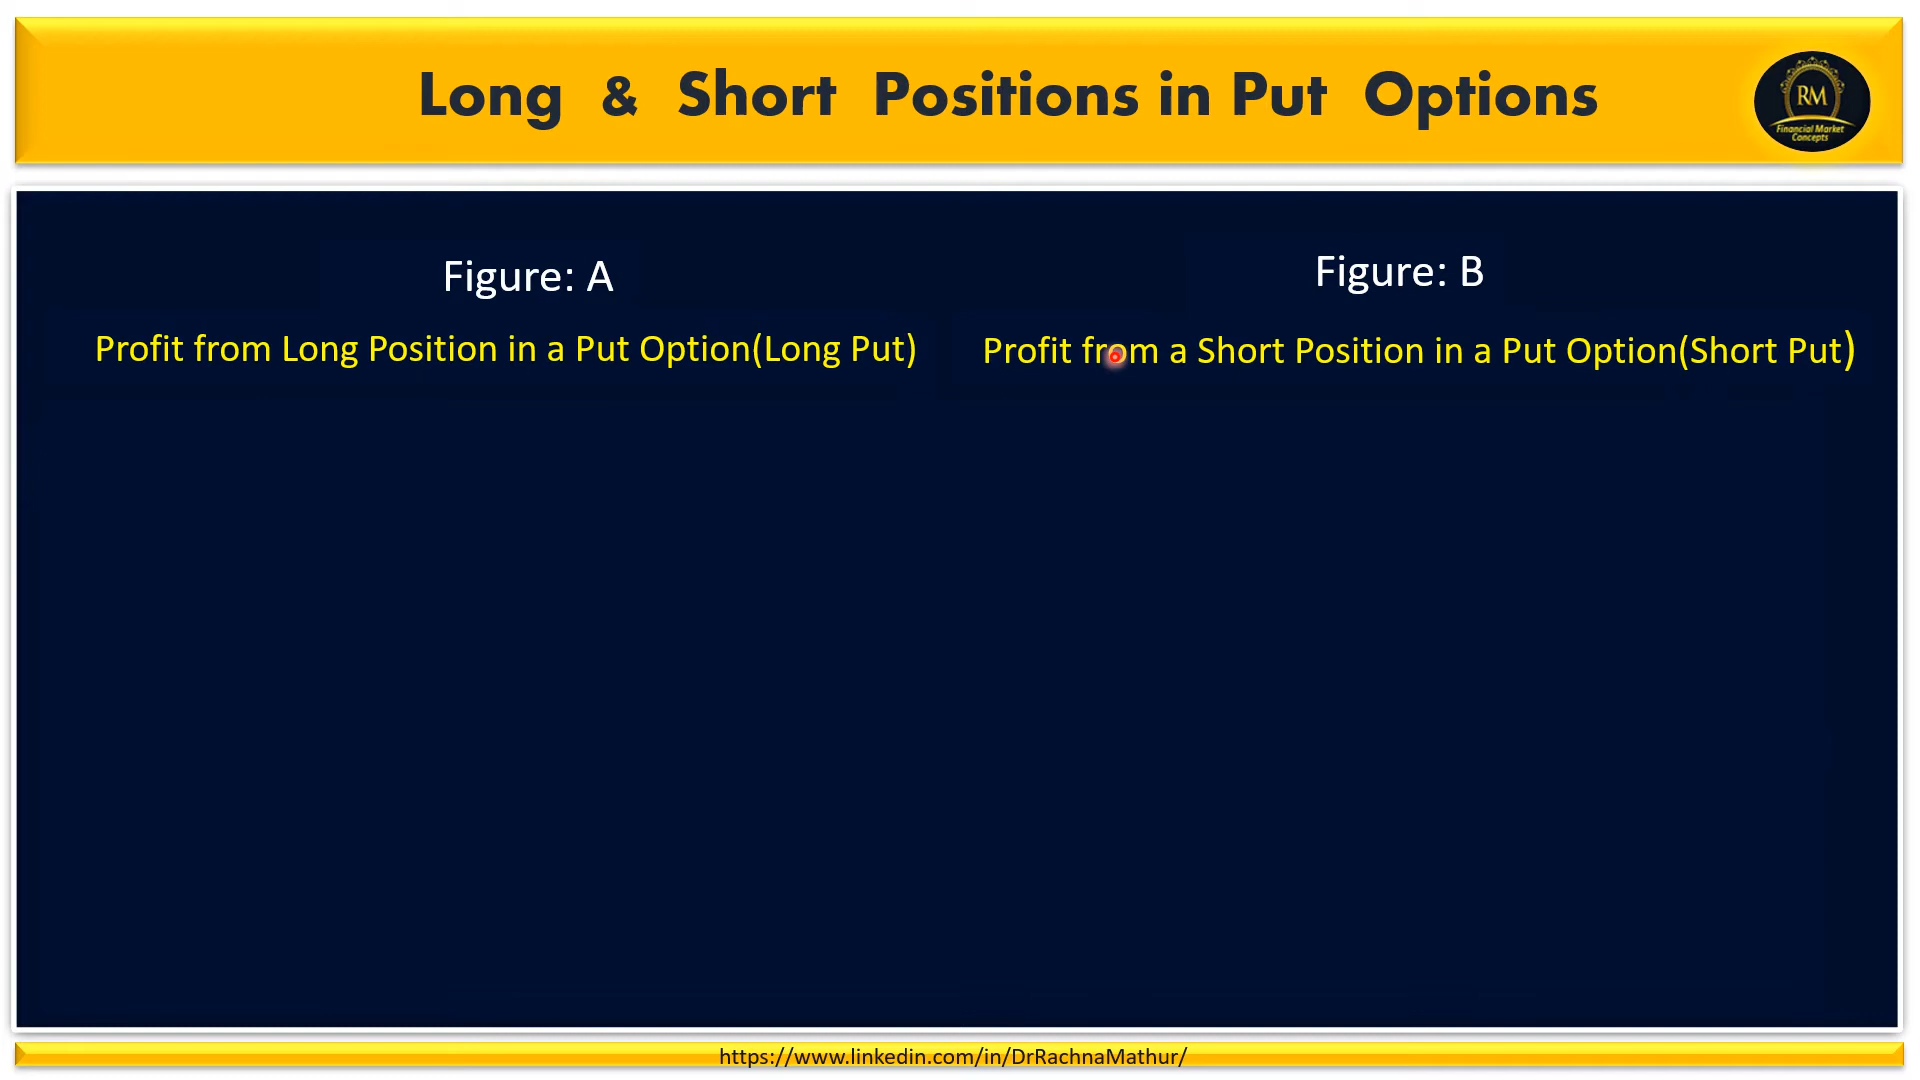 Long & Short Positions in Put Options
RM
Financial Market
Concepts
Figure: A
Profit from Long Position in a Put Option(Long Put)
Figure: B
Profit from a Short Position in a Put Option(Short Put)
https://www.linkedin.com/in/DrRachnaMathur/